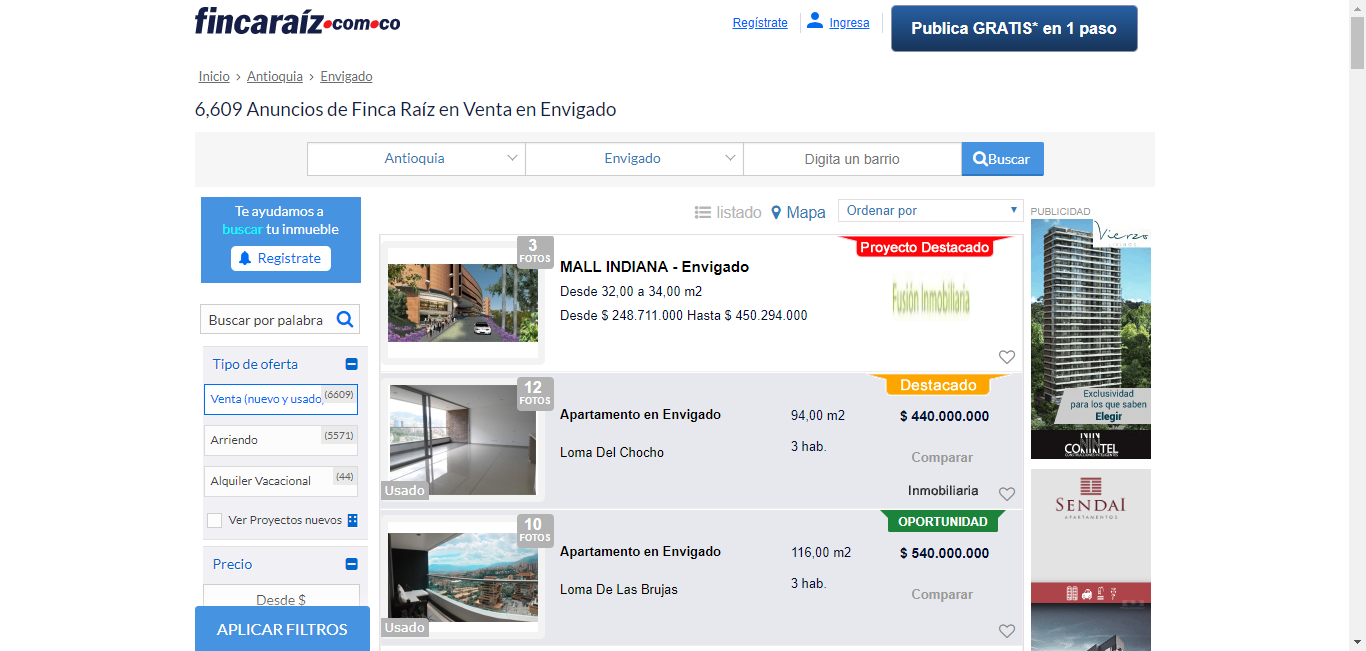 fincaraíz.com.co
Regístrate
Ingresa
Publica GRATIS* en 1 paso
Inicio > Antioquia > Envigado
6,609 Anuncios de Finca Raíz en Venta en Envigado
Antioquia
Envigado
Digita un barrio
Buscar
Te ayudamos a
buscar tu inmueble
Registrate
Buscar por palabra
Tipo de oferta
Venta (nuevo y usado) (6609)
Arriendo (5571)
Alquiler Vacacional (44)
Ver Proyectos nuevos
Precio
Desde $
APLICAR FILTROS
listado
Mapa
Ordenar por
3
FOTOS
MALL INDIANA - Envigado
Desde 32,00 a 34,00 m2
Desde $ 248.711.000 Hasta $ 450.294.000
Proyecto Destacado
Fusión Inmobiliaria
12
FOTOS
Usado
Apartamento en Envigado
Loma Del Chocho
94,00 m2
3 hab.
Destacado
$ 440.000.000
Comparar
Inmobiliaria
10
FOTOS
Usado
Apartamento en Envigado
Loma De Las Brujas
116,00 m2
3 hab.
OPORTUNIDAD
$ 540.000.000
Comparar
PUBLICIDAD
Vierzo
Exclusividad
para los que saben
Elegir
CONINTEL
CONSTRUCCIONES INTELIGENTES
SENDAI
APARTAMENTOS